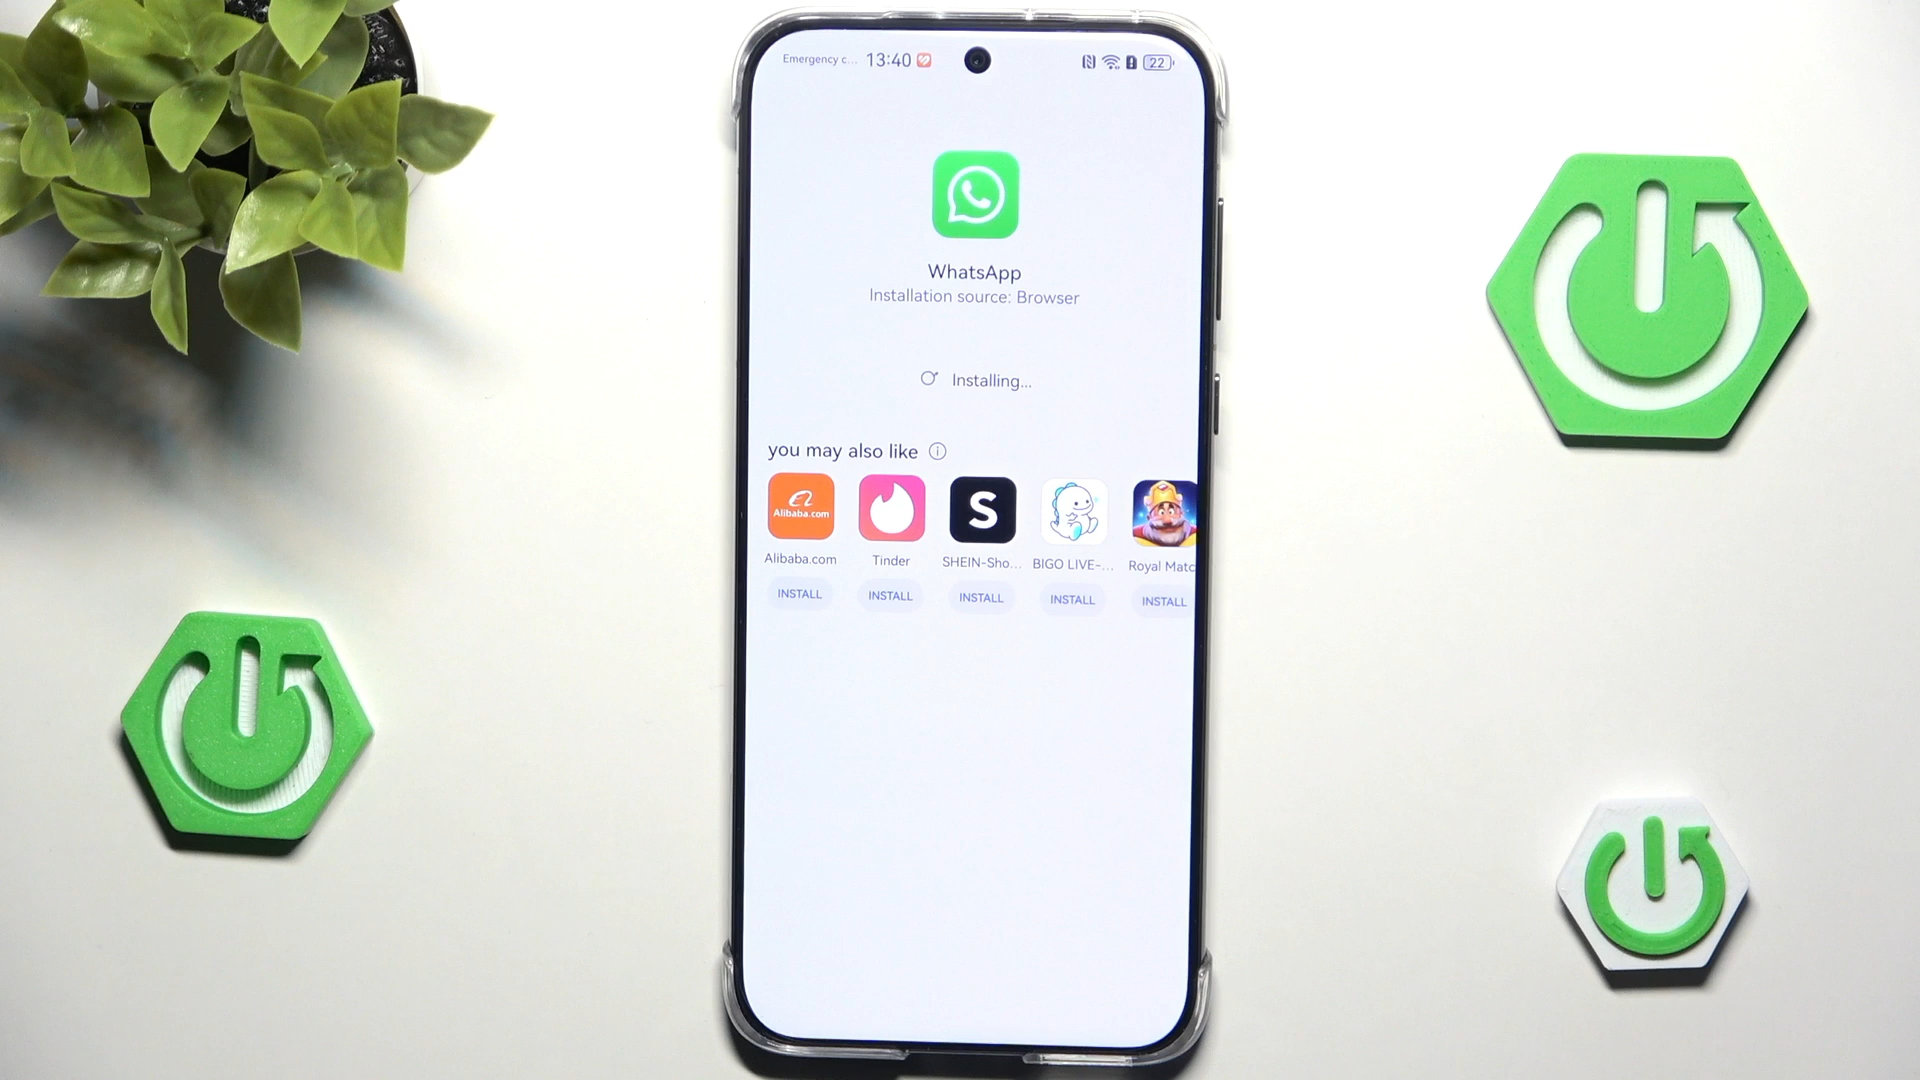 Emergency c... 13:40 22
WhatsApp
Installation source: Browser
Installing...
you may also like
Alibaba.com
S
Alibaba.com Tinder SHEIN-Sho... BIGO LIVE-... Royal Matc
INSTALL INSTALL INSTALL INSTALL INSTALL